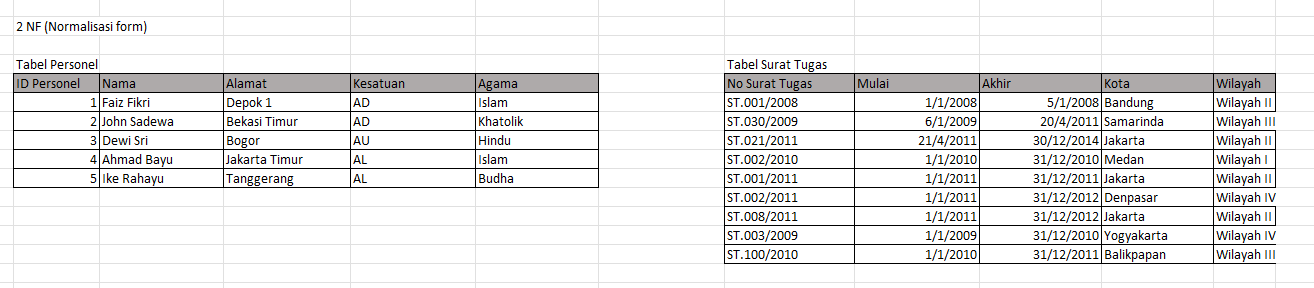 2 NF (Normalisasi form)
Tabel Personel
ID Personel Nama Alamat Kesatuan Agama
1 Faiz Fikri Depok 1 AD Islam
2 John Sadewa Bekasi Timur AD Khatolik
3 Dewi Sri Bogor AU Hindu
4 Ahmad Bayu Jakarta Timur AL Islam
5 Ike Rahayu Tanggerang AL Budha
Tabel Surat Tugas
No Surat Tugas Mulai Akhir Kota Wilayah
ST.001/2008 1/1/2008 5/1/2008 Bandung Wilayah II
ST.030/2009 6/1/2009 20/4/2011 Samarinda Wilayah III
ST.021/2011 21/4/2011 30/12/2014 Jakarta Wilayah II
ST.002/2010 1/1/2010 31/12/2010 Medan Wilayah I
ST.001/2011 1/1/2011 31/12/2011 Jakarta Wilayah II
ST.002/2011 1/1/2011 31/12/2012 Denpasar Wilayah IV
ST.008/2011 1/1/2011 31/12/2012 Jakarta Wilayah II
ST.003/2009 1/1/2009 31/12/2010 Yogyakarta Wilayah IV
ST.100/2010 1/1/2010 31/12/2011 Balikpapan Wilayah III